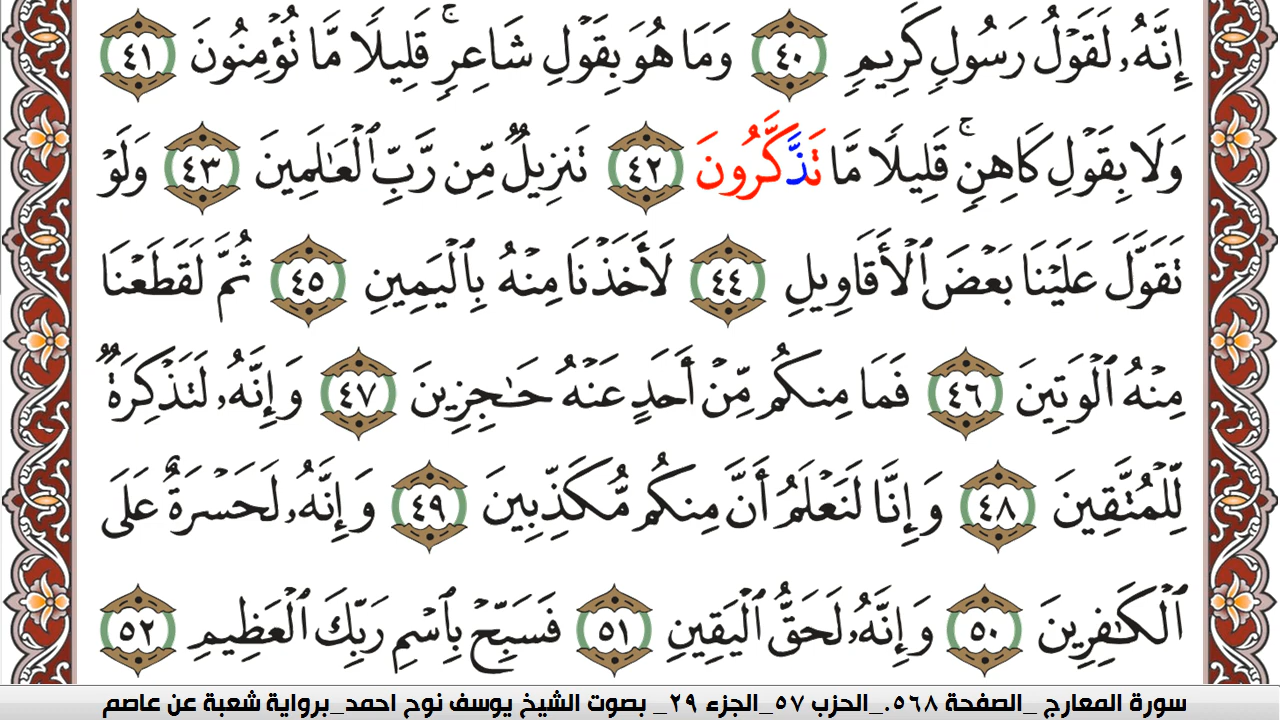 إِنَّهُۥ لَقَوۡلُ رَسُولٖ كَرِيمٖ ٤٠ وَمَا هُوَ بِقَوۡلِ شَاعِرٖۚ قَلِيلٗا مَّا تُؤۡمِنُونَ ٤١
وَلَا بِقَوۡلِ كَاهِنٖۚ قَلِيلٗا مَّا تَذَّكَّرُونَ ٤٢ تَنزِيلٞ مِّن رَّبِّ ٱلۡعَٰلَمِينَ ٤٣ وَلَوۡ
تَقَوَّلَ عَلَيۡنَا بَعۡضَ ٱلۡأَقَاوِيلِ ٤٤ لَأَخَذۡنَا مِنۡهُ بِٱلۡيَمِينِ ٤٥ ثُمَّ لَقَطَعۡنَا
مِنۡهُ ٱلۡوَتِينَ ٤٦ فَمَا مِنكُم مِّنۡ أَحَدٍ عَنۡهُ حَٰجِزِينَ ٤٧ وَإِنَّهُۥ لَتَذۡكِرَةٞ
لِّلۡمُتَّقِينَ ٤٨ وَإِنَّا لَنَعۡلَمُ أَنَّ مِنكُم مُّكَذِّبِينَ ٤٩ وَإِنَّهُۥ لَحَسۡرَةٌ عَلَى
ٱلۡكَٰفِرِينَ ٥٠ وَإِنَّهُۥ لَحَقُّ ٱلۡيَقِينِ ٥١ فَسَبِّحۡ بِٱسۡمِ رَبِّكَ ٱلۡعَظِيمِ ٥٢
سورة المعارج _الصفحة ٥٦٨._الحزب ٥٧_الجزء ٢٩_ بصوت الشيخ يوسف نوح احمد_برواية شعبة عن عاصم